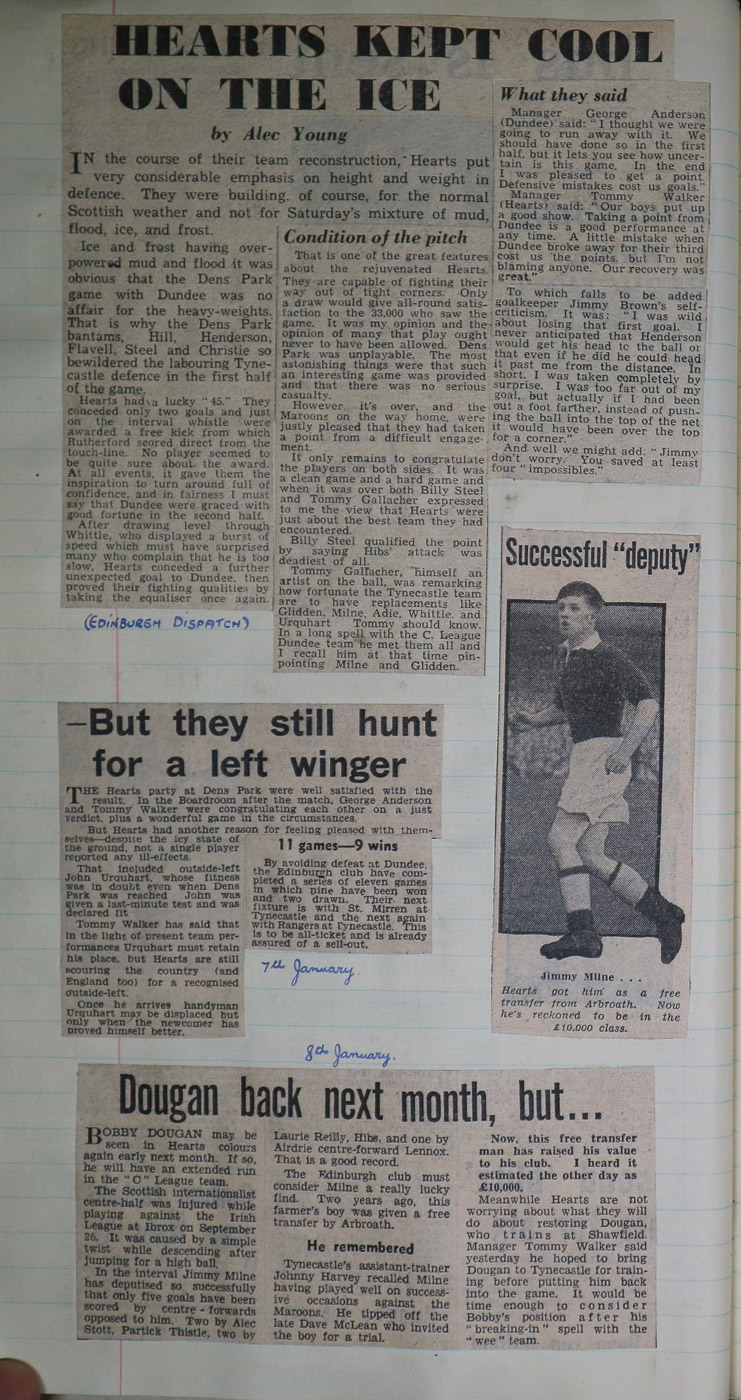 HEARTS KEPT COOL
ON THE ICE
by Alec Young
IN the course of their team reconstruction, Hearts put
very considerable emphasis on height and weight in
defence. They were building, of course, for the normal
Scottish weather and not for Saturday's mixture of mud,
flood, ice, and frost.
Ice and frost having over-
powered mud and flood it was
obvious that the Dens Park
game with Dundee was no
affair for the heavy-weights.
That is why the Dens Park
bantams, Hill, Henderson,
Flavell, Steel and Christie so
bewildered the labouring Tyne-
castle defence in the first half
of the game.
Hearts had a lucky "45." They
conceded only two goals and just
on the interval whistle were
awarded a free kick from which
Rutherford scored direct from the
touch-line. No player seemed to
be quite sure about the award.
At all events, it gave them the
inspiration to turn around full of
confidence, and in fairness I must
say that Dundee were graced with
good fortune in the second half.
After drawing level through
Whittle, who displayed a burst of
speed which must have surprised
many who complain that he is too
slow, Hearts conceded a further
unexpected goal to Dundee, then
proved their fighting qualities by
taking the equaliser once again.
(EDINBURGH DISPATCH)
Condition of the pitch
That is one of the great features
about the rejuvenated Hearts.
They are capable of fighting their
way out of tight corners. Only
a draw would give all-round satis-
faction to the 33,000 who saw the
game. It was my opinion and the
opinion of many that play ought
never to have been allowed. Dens
Park was unplayable. The most
astonishing things were that such
an interesting game was provided
and that there was no serious
casualty.
However, it's over, and the
Maroons on the way home, were
justly pleased that they had taken
a point from a difficult engage-
ment.
It only remains to congratulate
the players on both sides. It was
a clean game and a hard game and
when it was over both Billy Steel
and Tommy Gallacher expressed
to me the view that Hearts were
just about the best team they had
encountered.
Billy Steel qualified the point
by saying Hibs' attack was
deadiest of all.
Tommy Gallacher, himself an
artist on the ball, was remarking
how fortunate the Tynecastle team
are to have replacements like
Glidden, Milne, Adie, Whittle, and
Urquhart Tommy should know.
In a long spell with the C. League
Dundee team he met them all and
I recall him at that time pin-
pointing Milne and Glidden.
What they said
Manager George Anderson
(Dundee) said: "I thought we were
going to run away with it. We
should have done so in the first
half, but it lets you see how uncer-
tain is this game. In the end
I was pleased to get a point.
Defensive mistakes cost us goals."
Manager Tommy Walker
(Hearts) said: "Our boys put up
a good show. Taking a point from
Dundee is a good performance at
any time. A little mistake when
Dundee broke away for their third
cost us the points, but I'm not
blaming anyone. Our recovery was
great."
To which falls to be added
goalkeeper Jimmy Brown's self-
criticism. It was: "I was wild
about losing that first goal. I
never anticipated that Henderson
would get his head to the ball or
that even if he did he could head
it past me from the distance. In
short, I was taken completely by
surprise. I was too far out of my
goal, but actually if I had been
out a foot farther, instead of push-
ing the ball into the top of the net
it would have been over the top
for a corner."
And well we might add: "Jimmy
don't worry. You saved at least
four "impossibles."
Successful "deputy"
Jimmy Milne . . .
Hearts got him as a free
transfer from Arbroath. Now
he's reckoned to be in the
£10,000 class.
—But they still hunt
for a left winger
THE Hearts party at Dens Park were well satisfied with the
result. In the Boardroom after the match, George Anderson
and Tommy Walker were congratulating each other on a just
verdict, plus a wonderful game in the circumstances.
But Hearts had another reason for feeling pleased with them-
selves—despite the icy state of
the ground, not a single player
reported any ill-effects.
That included outside-left
John Urquhart, whose fitness
was in doubt even when Dens
Park was reached John was
given a last-minute test and was
declared fit
Tommy Walker has said that
in the light of present team per-
formances Urquhart must retain
his place, but Hearts are still
scouring the country (and
England too) for a recognised
outside-left.
Once he arrives handyman
Urquhart may be displaced, but
only when the newcomer has
proved himself better.
11 games—9 wins
By avoiding defeat at Dundee,
the Edinburgh club have com-
pleted a series of eleven games
in which nine have been won
and two drawn. Their next
fixture is with St. Mirren at
Tynecastle and the next again
with Rangers at Tynecastle. This
is to be all-ticket and is already
assured of a sell-out.
7th January.
8th January.
Dougan back next month, but...
BOBBY DOUGAN may be
seen in Hearts colours
again early next month. If so,
he will have an extended run
in the "C" League team.
The Scottish internationalist
centre-half was injured while
playing against the Irish
League at Ibrox on September
26. It was caused by a simple
twist while descending after
jumping for a high ball.
In the interval Jimmy Milne
has deputised so successfully
that only five goals have been
scored by centre-forwards
opposed to him. Two by Alec
Stott, Partick Thistle, two by
Laurie Reilly, Hibs, and one by
Airdrie centre-forward Lennox.
That is a good record.
The Edinburgh club must
consider Milne a really lucky
find. Two years ago, this
farmer's boy was given a free
transfer by Arbroath.
He remembered
Tynecastle's assistant-trainer
Johnny Harvey recalled Milne
having played well on success-
ive occasions against the
Maroons. He tipped off the
late Dave McLean who invited
the boy for a trial.
Now, this free transfer
man has raised his value
to his club. I heard it
estimated the other day as
£10,000.
Meanwhile Hearts are not
worrying about what they will
do about restoring Dougan,
who trains at Shawfield.
Manager Tommy Walker said
yesterday he hoped to bring
Dougan to Tynecastle for train-
ing before putting him back
into the game. It would be
time enough to consider
Bobby's position after his
"breaking-in" spell with the
"wee" team.